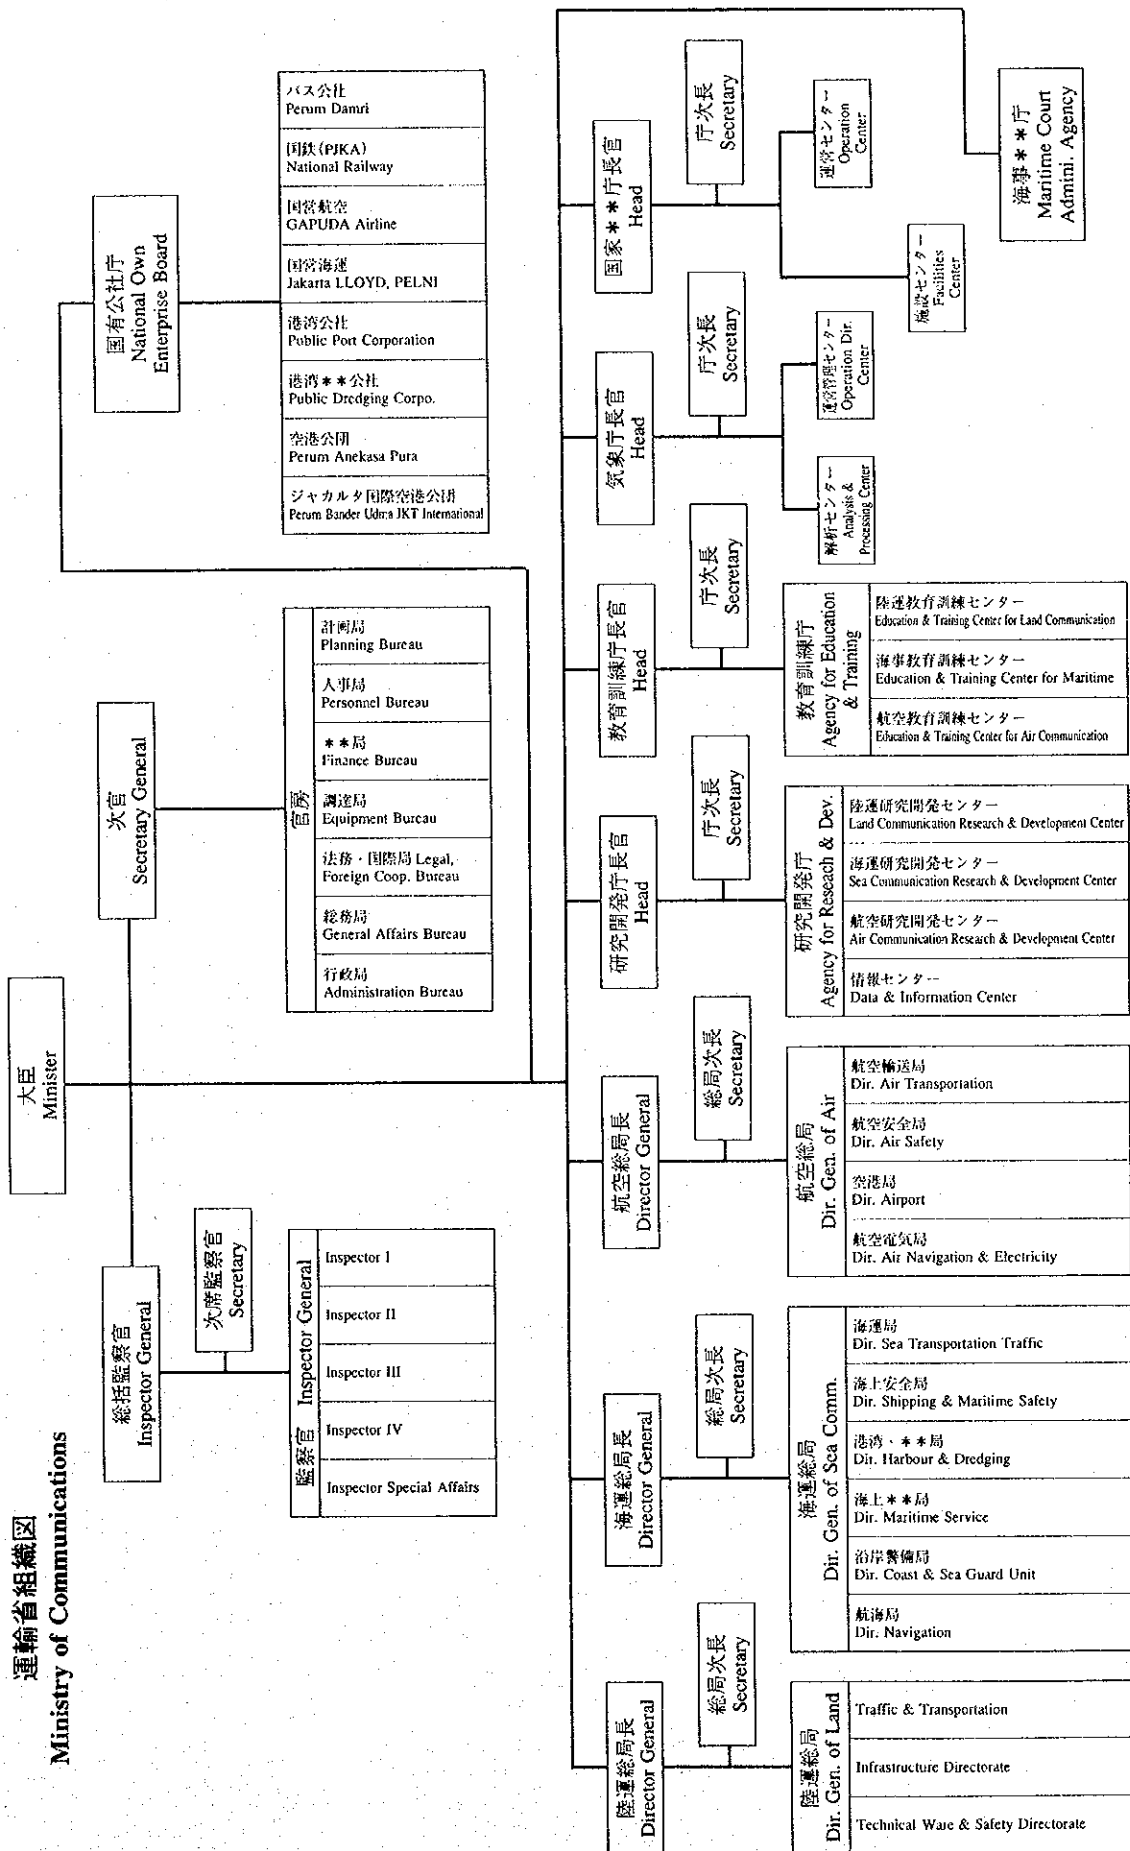 運輸省組織図
Ministry of Communications
大臣
Minister
総括監察官
Inspector General
次席監察官
Secretary
監察官 Inspector General
Inspector I
Inspector II
Inspector III
Inspector IV
Inspector Special Affairs
次官
Secretary General
官房
計画局
Planning Bureau
人事局
Personnel Bureau
**局
Finance Bureau
調達局
Equipment Bureau
法務・国際局 Legal,
Foreign Coop. Bureau
総務局
General Affairs Bureau
行政局
Administration Bureau
国有公社庁
National Own
Enterprise Board
バス公社
Perum Damri
国鉄(PJKA)
National Railway
国営航空
GAPUDA Airline
国営海運
Jakarta LLOYD, PELNI
港湾公社
Public Port Corporation
港湾**公社
Public Dredging Corpo.
空港公団
Perum Anekasa Pura
ジャカルタ国際空港公団
Perum Bander Udma JKT International
陸運総局長
Director General
総局次長
Secretary
陸運総局
Dir. Gen. of Land
Traffic & Transportation
Infrastructure Directorate
Technical Ware & Safety Directorate
海運総局長
Director General
総局次長
Secretary
海運総局
Dir. Gen. of Sea Comm.
海運局
Dir. Sea Transportation Traffic
海上安全局
Dir. Shipping & Maritime Safety
港湾・**局
Dir. Harbour & Dredging
海上**局
Dir. Maritime Service
沿岸警備局
Dir. Coast & Sea Guard Unit
航海局
Dir. Navigation
航空総局長
Director General
総局次長
Secretary
航空総局
Dir. Gen. of Air
航空輸送局
Dir. Air Transportation
航空安全局
Dir. Air Safety
空港局
Dir. Airport
航空電気局
Dir. Air Navigation & Electricity
研究開発庁長官
Head
庁次長
Secretary
研究開発庁
Agency for Reseach & Dev.
陸運研究開発センター
Land Communication Research & Development Center
海運研究開発センター
Sea Communication Research & Development Center
航空研究開発センター
Air Communication Research & Development Center
情報センター
Data & Information Center
教育訓練庁長官
Head
庁次長
Secretary
教育訓練庁
Agency for Education
& Training
陸運教育訓練センター
Education & Training Center for Land Communication
海事教育訓練センター
Education & Training Center for Maritime
航空教育訓練センター
Education & Training Center for Air Communication
気象庁長官
Head
庁次長
Secretary
解析センター
Analysis &
Processing Center
運営管理センター
Operation Dir.
Center
国家**庁長官
Head
庁次長
Secretary
施設センター
Facilities
Center
運営センター
Operation
Center
海事**庁
Maritime Court
Admini. Agency